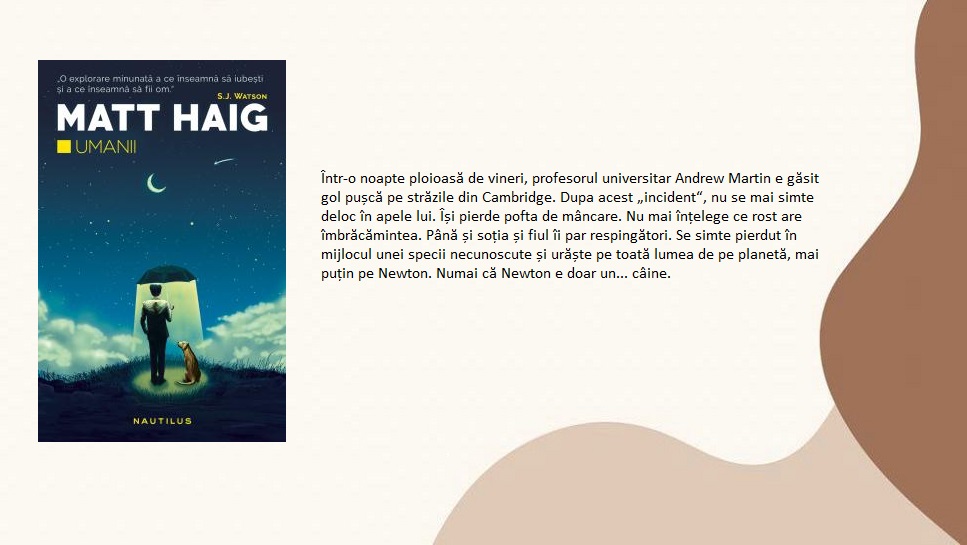 „O explorare minunată a ce înseamnă să iubești
și a ce înseamnă să fii om.”
S.J. WATSON
MATT HAIG
UMANII
NAUTILUS
Într-o noapte ploioasă de vineri, profesorul universitar Andrew Martin e găsit
gol pușcă pe străzile din Cambridge. Dupa acest „incident“, nu se mai simte
deloc în apele lui. Își pierde pofta de mâncare. Nu mai înțelege ce rost are
îmbrăcămintea. Până și soția și fiul îi par respingători. Se simte pierdut în
mijlocul unei specii necunoscute și urăște pe toată lumea de pe planetă, mai
puțin pe Newton. Numai că Newton e doar un... câine.